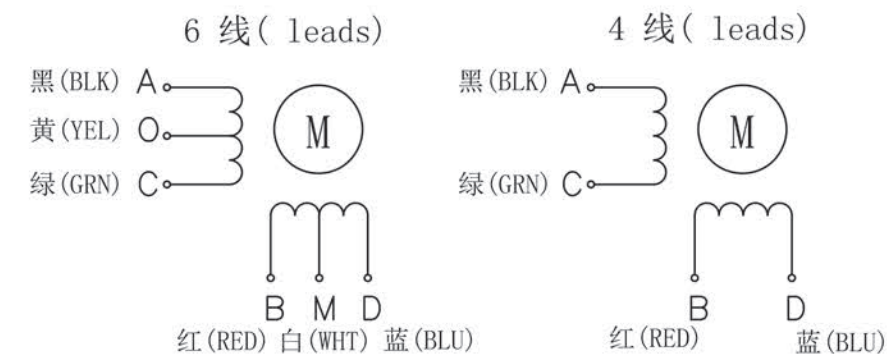 6 线( leads)
黑(BLK) A
黄(YEL) O
绿(GRN) C
M
B M D
红(RED) 白(WHT) 蓝(BLU)
4 线( leads)
黑(BLK) A
绿(GRN) C
M
B D
红(RED) 蓝(BLU)